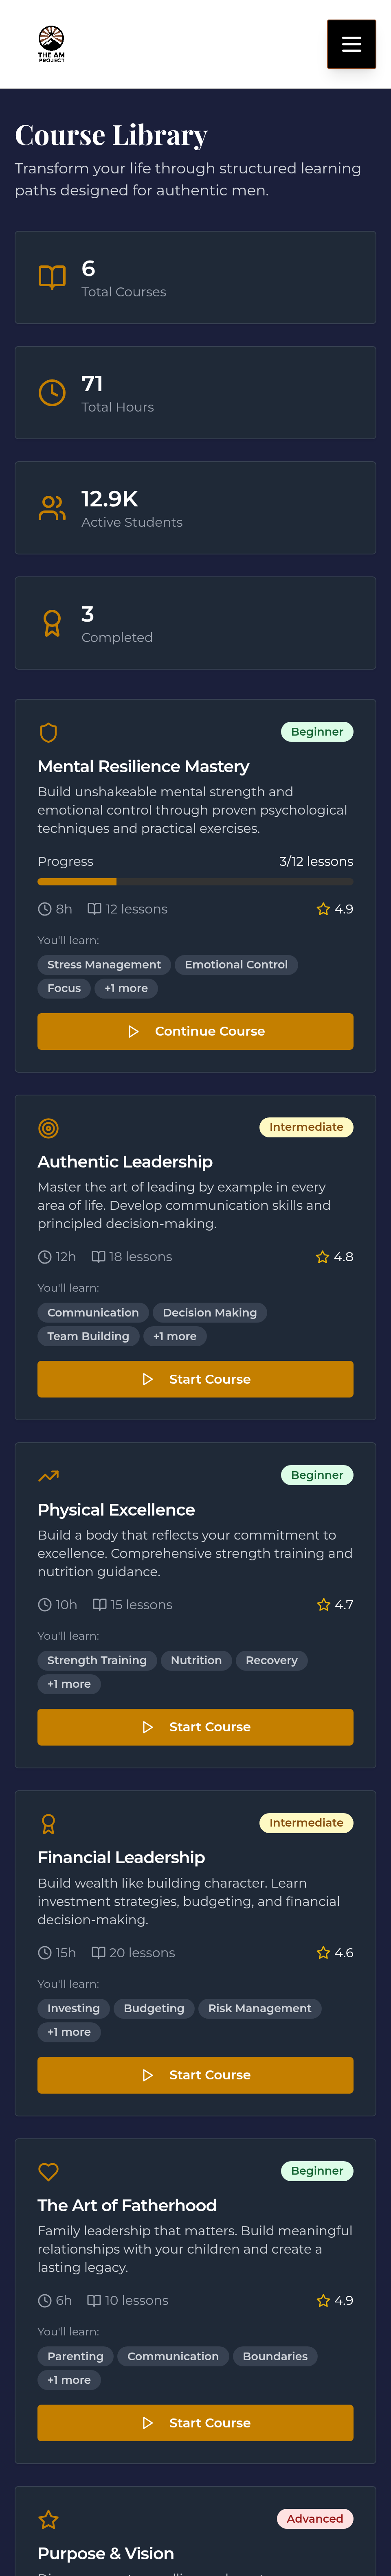 THE AM
PROJECT
Course Library
Transform your life through structured learning
paths designed for authentic men.
6
Total Courses
71
Total Hours
12.9K
Active Students
3
Completed
Beginner
Mental Resilience Mastery
Build unshakeable mental strength and
emotional control through proven psychological
techniques and practical exercises.
Progress 3/12 lessons
8h 12 lessons 4.9
You'll learn:
Stress Management Emotional Control
Focus +1 more
Continue Course
Intermediate
Authentic Leadership
Master the art of leading by example in every
area of life. Develop communication skills and
principled decision-making.
12h 18 lessons 4.8
You'll learn:
Communication Decision Making
Team Building +1 more
Start Course
Beginner
Physical Excellence
Build a body that reflects your commitment to
excellence. Comprehensive strength training and
nutrition guidance.
10h 15 lessons 4.7
You'll learn:
Strength Training Nutrition Recovery
+1 more
Start Course
Intermediate
Financial Leadership
Build wealth like building character. Learn
investment strategies, budgeting, and financial
decision-making.
15h 20 lessons 4.6
You'll learn:
Investing Budgeting Risk Management
+1 more
Start Course
Beginner
The Art of Fatherhood
Family leadership that matters. Build meaningful
relationships with your children and create a
lasting legacy.
6h 10 lessons 4.9
You'll learn:
Parenting Communication Boundaries
+1 more
Start Course
Advanced
Purpose & Vision